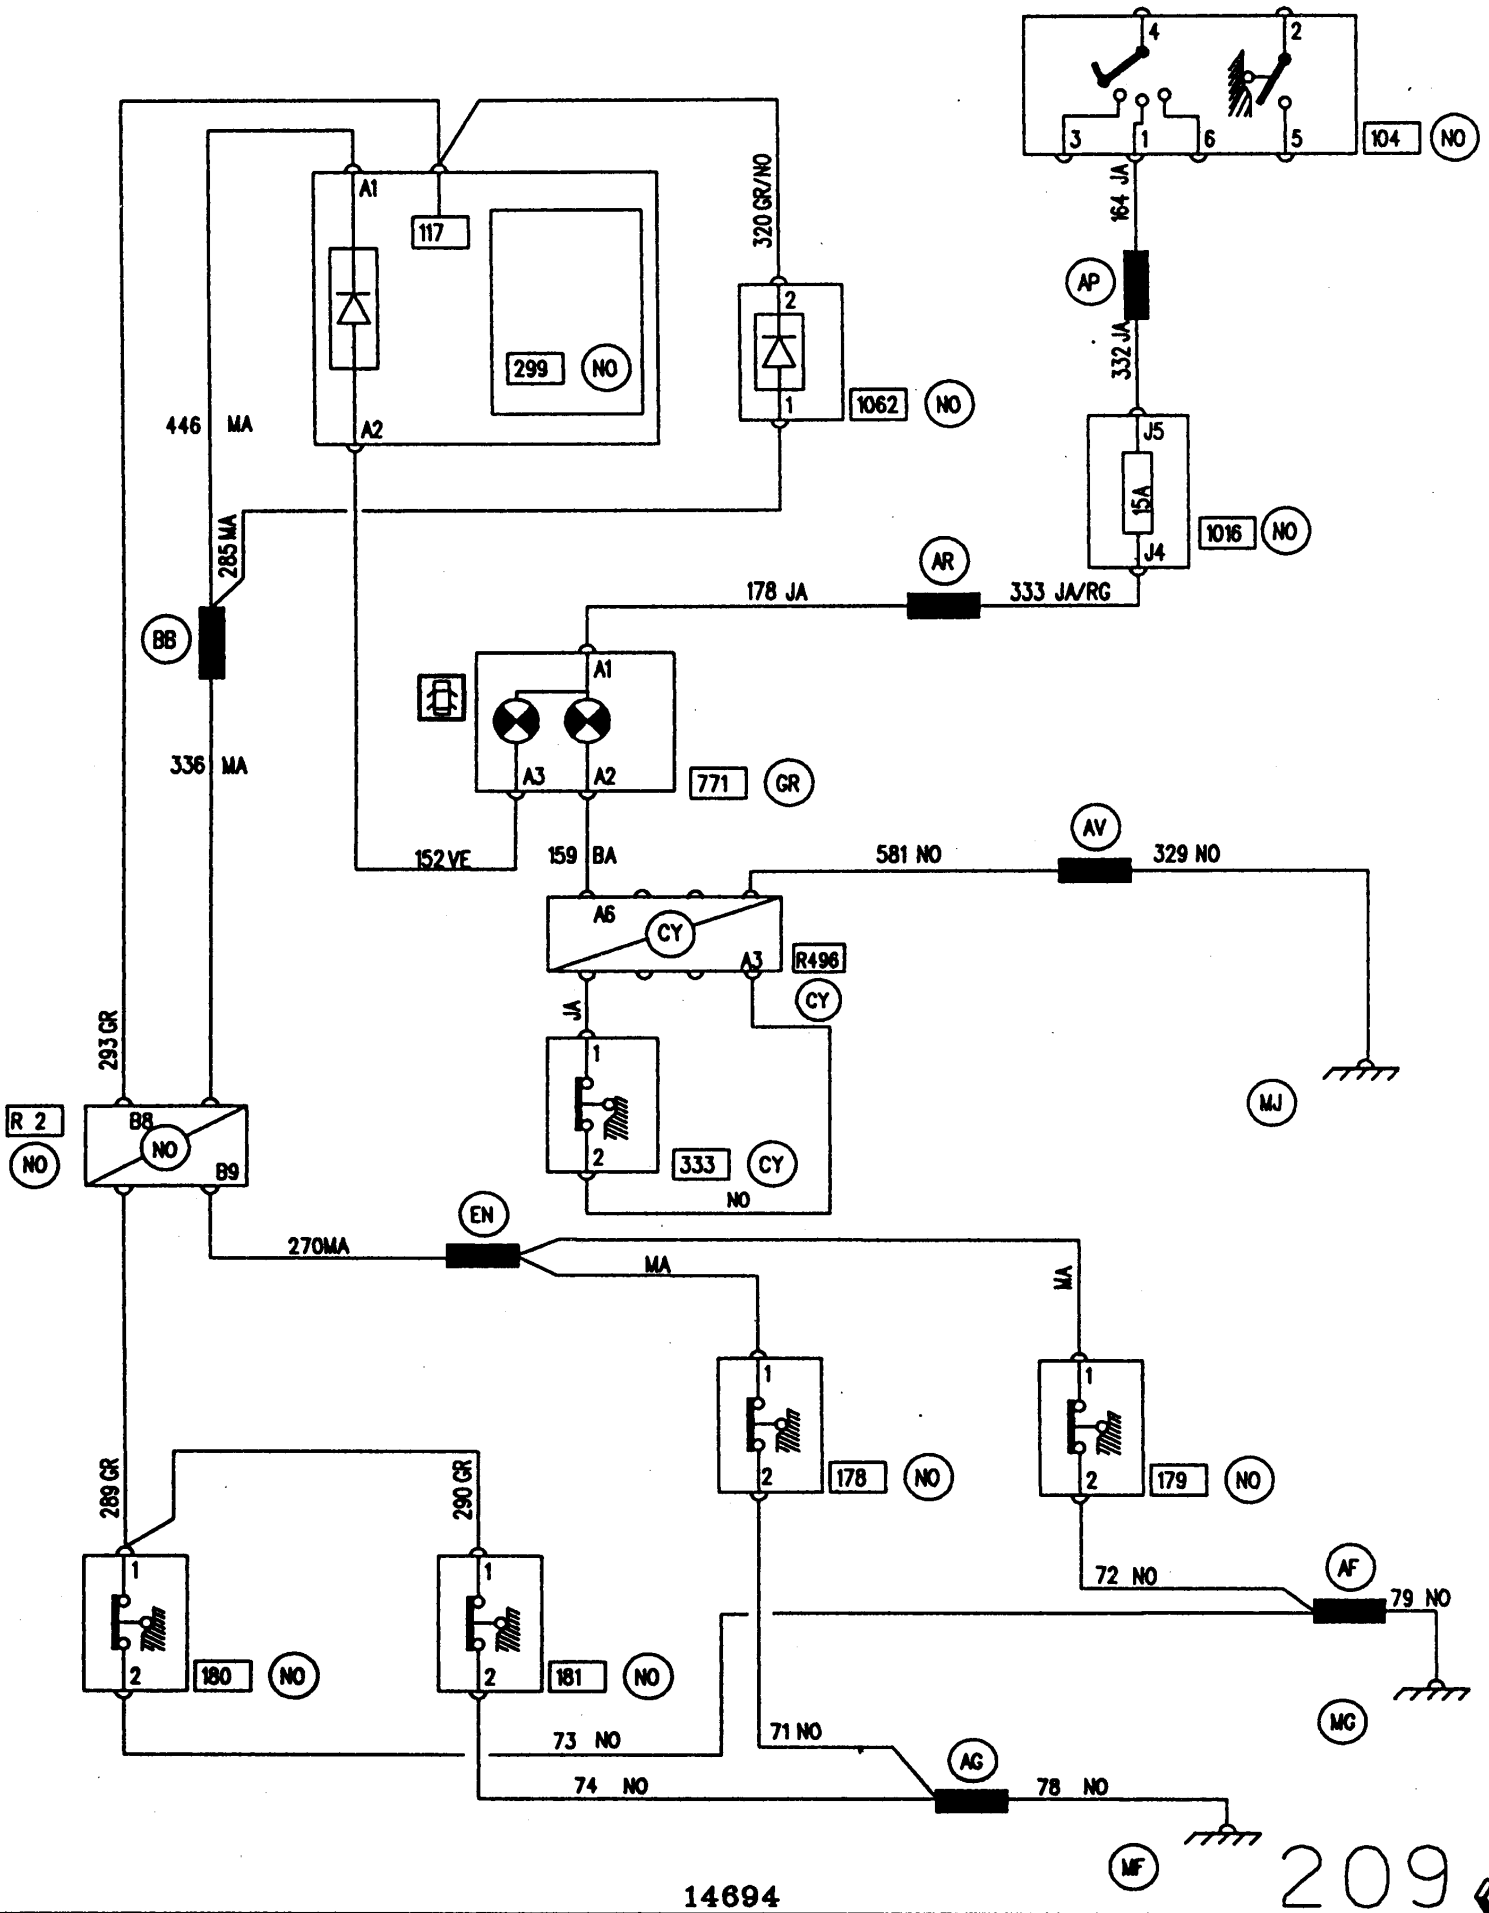 4
2
3
1
6
5
104
NO
164 JA
AP
332 JA
A1
117
320 GR/NO
299
NO
A2
2
1
1062
NO
J5
15A
J4
1016
NO
446 MA
285 MA
BB
AR
178 JA
333 JA/RG
A1
A3
A2
771
GR
336 MA
152 VE
159 BA
581 NO
AV
329 NO
A6
CY
A3
R496
CY
JA
293 GR
1
2
333
CY
NO
MJ
R 2
NO
B8
NO
B9
EN
270MA
MA
MA
1
2
178
NO
1
2
179
NO
289 GR
290 GR
1
2
180
NO
1
2
181
NO
72 NO
AF
79 NO
MG
73 NO
71 NO
74 NO
AG
78 NO
MF
209
14694